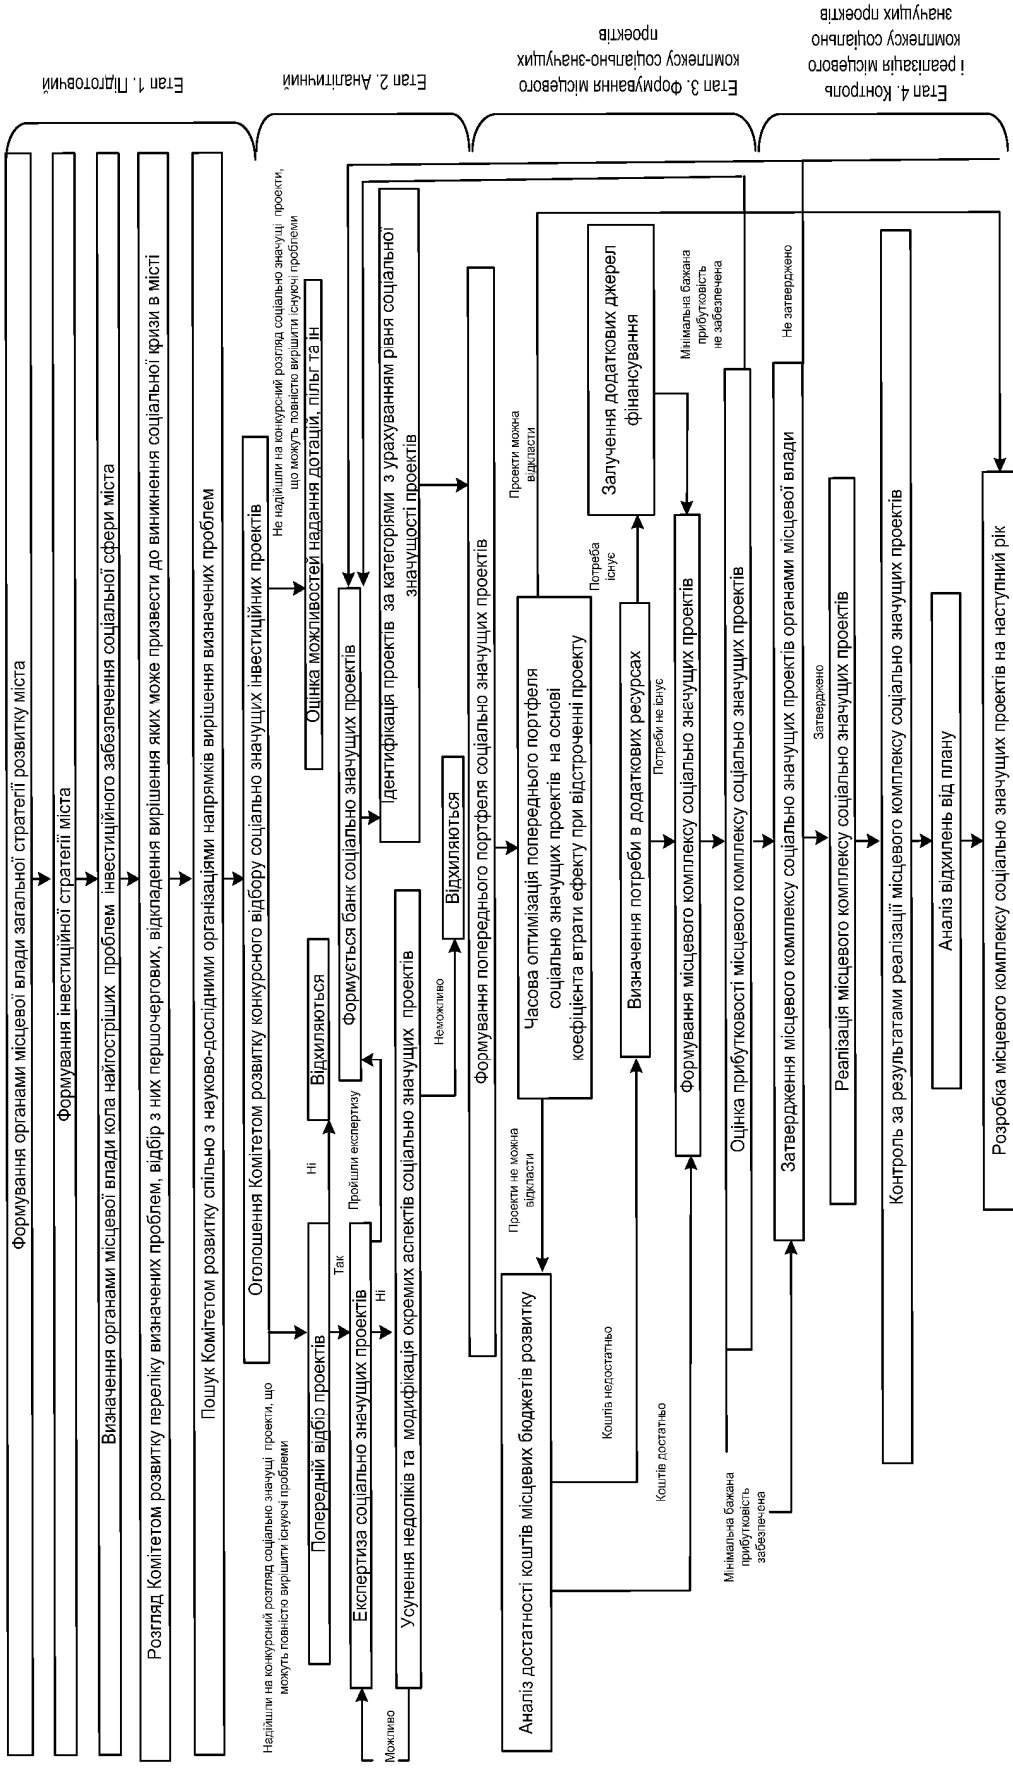 Формування органами місцевої влади загальної стратегії розвитку міста
Формування інвестиційної стратегії міста
Визначення органами місцевої влади кола найгостріших проблем інвестиційного забезпечення соціальної сфери міста
Розгляд Комітетом розвитку переліку визначених проблем, відбір з них першочергових, відкладення вирішення яких може призвести до виникнення соціальної кризи в місті
Пошук Комітетом розвитку спільно з науково-дослідними організаціями напрямків вирішення визначених проблем
Етап 1. Підготовчий
Оголошення Комітетом розвитку конкурсного відбору соціально значущих інвестиційних проектів
Надійшли на конкурсний розгляд соціально значущі проекти, що
можуть повністю вирішити існуючі проблеми
Не надійшли на конкурсний розгляд соціально значущі проекти,
що можуть повністю вирішити існуючі проблеми
Попередній відбір проектів
Ні
Відхиляються
Оцінка можливостей надання дотацій, пільг та ін
Так
Експертиза соціально значущих проектів
Пройшли експертизу
Формується банк соціально значущих проектів
Ні
Можливо
Усунення недоліків та модифікація окремих аспектів соціально значущих проектів
Неможливо
Відхиляються
Ідентифікація проектів за категоріями з урахуванням рівня соціальної
значущості проектів
Етап 2. Аналітичний
Формування попереднього портфеля соціально значущих проектів
Часова оптимізація попереднього портфеля
соціально значущих проектів на основі
коефіцієнта втрати ефекту при відстроченні проекту
Проекти не можна
відкласти
Проекти можна
відкласти
Аналіз достатності коштів місцевих бюджетів розвитку
Коштів недостатньо
Коштів достатньо
Визначення потреби в додаткових ресурсах
Потреба
існує
Залучення додаткових джерел
фінансування
Потреби не існує
Формування місцевого комплексу соціально значущих проектів
Мінімальна бажана
прибутковість
не забезпечена
Оцінка прибутковості місцевого комплексу соціально значущих проектів
Мінімальна бажана
прибутковість
забезпечена
Етап 3. Формування місцевого
комплексу соціально-значущих
проектів
Затвердження місцевого комплексу соціально значущих проектів органами місцевої влади
Не затверджено
Затверджено
Реалізація місцевого комплексу соціально значущих проектів
Контроль за результатами реалізації місцевого комплексу соціально значущих проектів
Аналіз відхилень від плану
Розробка місцевого комплексу соціально значущих проектів на наступний рік
Етап 4. Контроль
і реалізація місцевого
комплексу соціально
значущих проектів